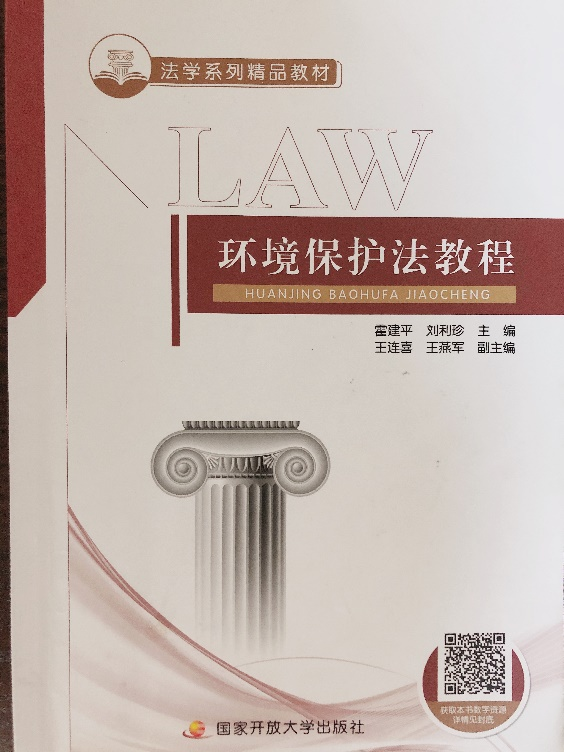 法学系列精品教材
LAW
环境保护法教程
HUANJING BAOHUFA JIAOCHENG
霍建平 刘利珍 主 编
王连喜 王燕军 副主编
获取本书数字资源
详情见封底
国家开放大学出版社